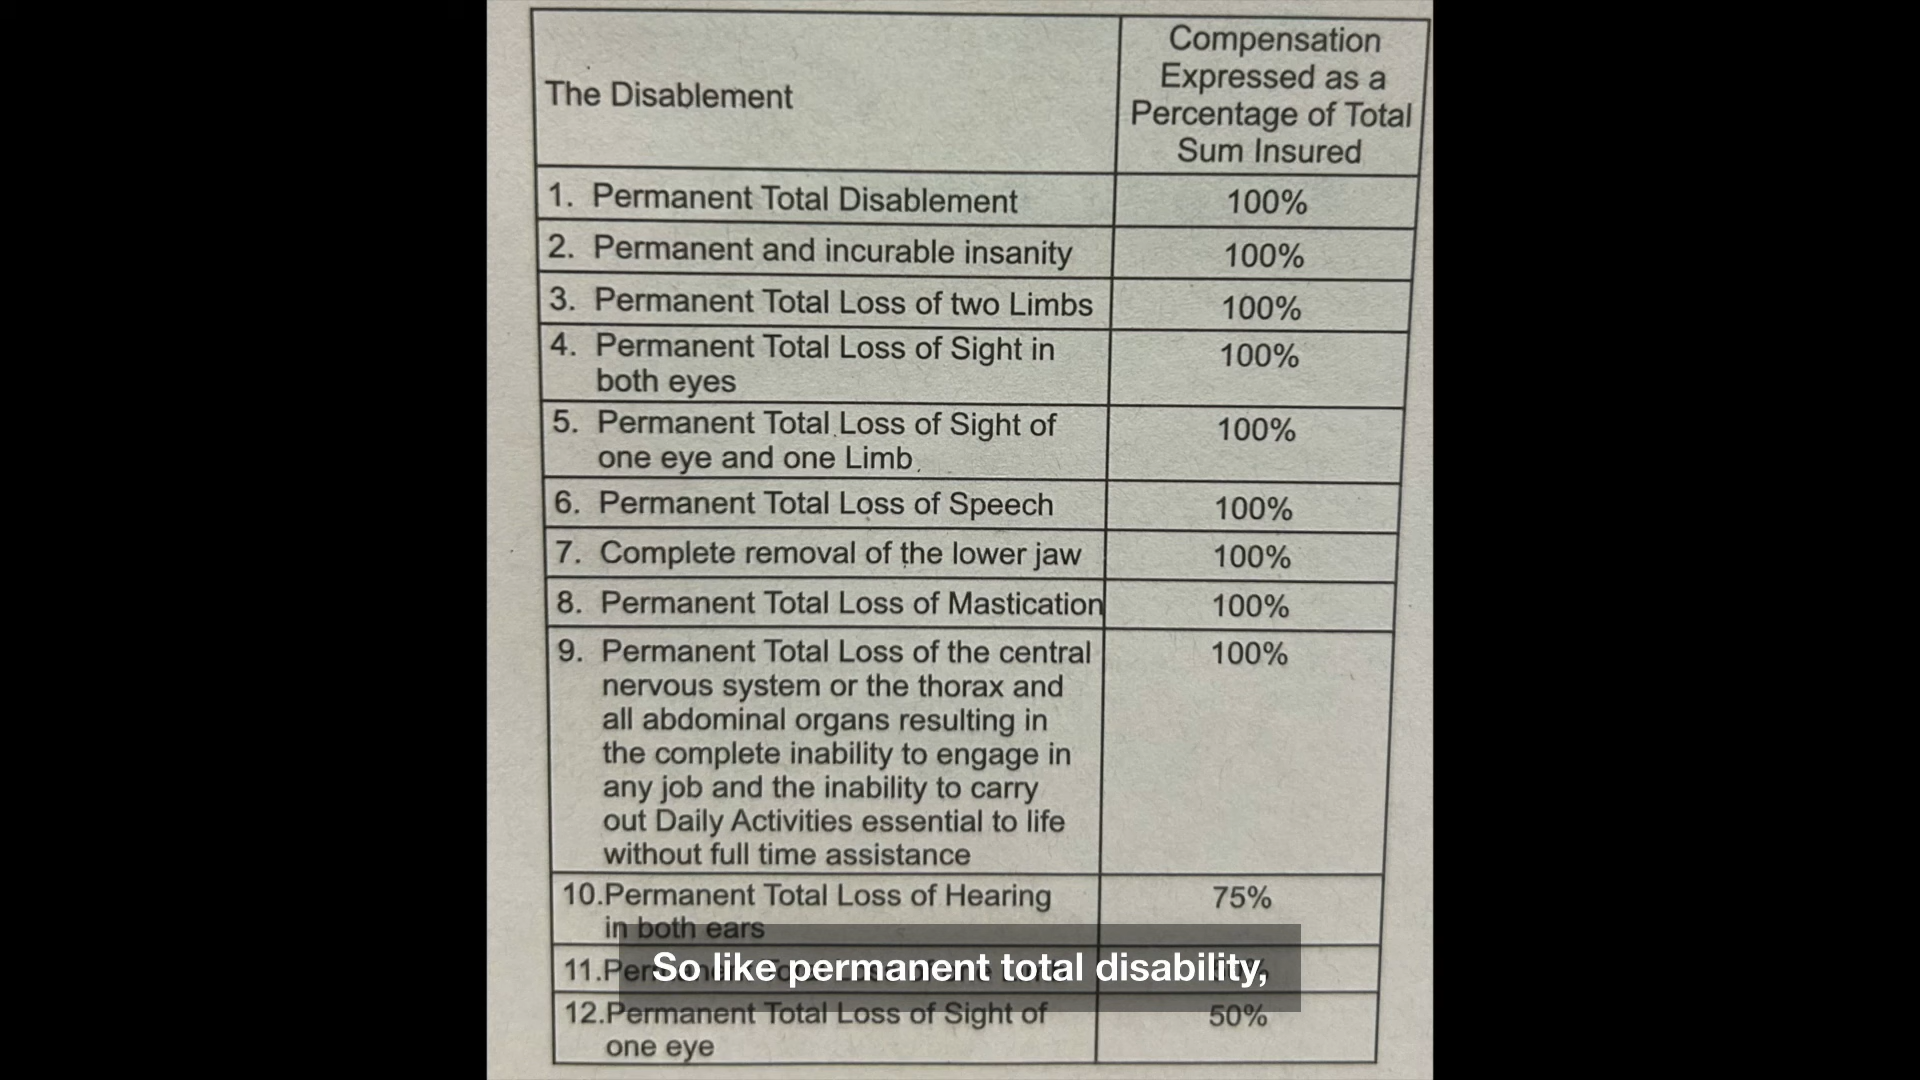 The Disablement
Compensation
Expressed as a
Percentage of Total
Sum Insured
1. Permanent Total Disablement 100%
2. Permanent and incurable insanity 100%
3. Permanent Total Loss of two Limbs 100%
4. Permanent Total Loss of Sight in 100%
both eyes
5. Permanent Total Loss of Sight of 100%
one eye and one Limb
6. Permanent Total Loss of Speech 100%
7. Complete removal of the lower jaw 100%
8. Permanent Total Loss of Mastication 100%
9. Permanent Total Loss of the central 100%
nervous system or the thorax and
all abdominal organs resulting in
the complete inability to engage in
any job and the inability to carry
out Daily Activities essential to life
without full time assistance
10.Permanent Total Loss of Hearing 75%
in both ears
11.
So like permanent total disability,
12.Permanent Total Loss of Sight of 50%
one eye